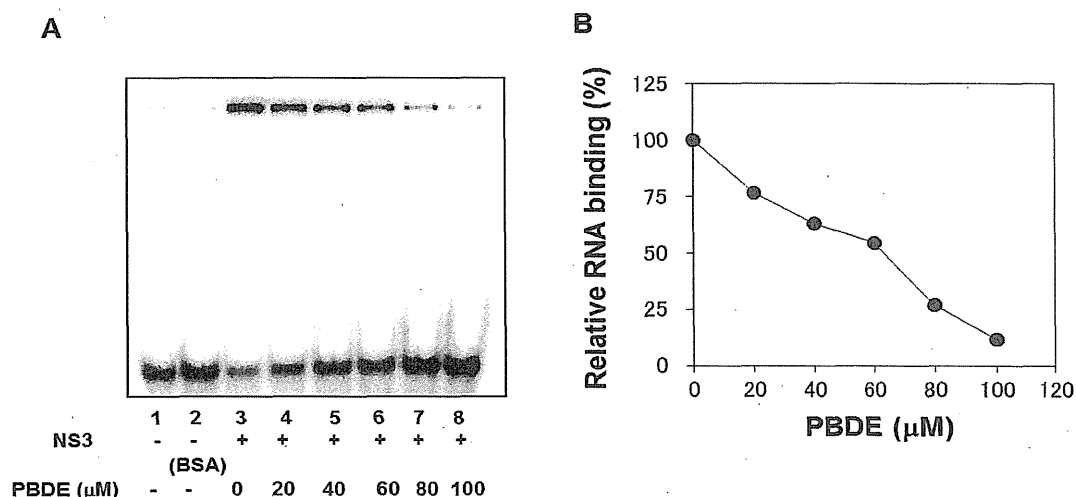 A
1 2 3 4 5 6 7 8
NS3 - - + + + + + +
(BSA)
PBDE (μM) - - 0 20 40 60 80 100
B
Relative RNA binding (%)
125
100
75
50
25
0
0 20 40 60 80 100 120
PBDE (μM)